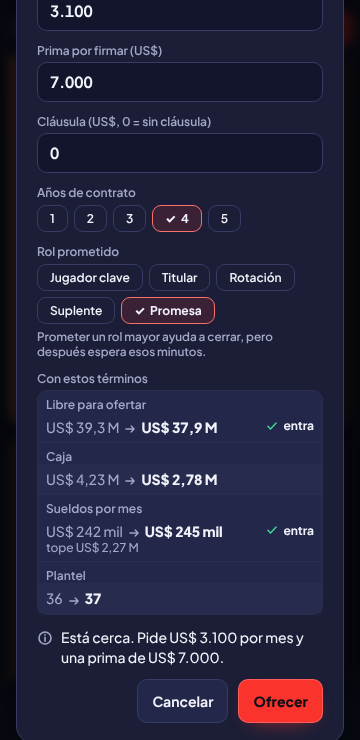 3.100
Prima por firmar (US$)
7.000
Cláusula (US$, 0 = sin cláusula)
0
Años de contrato
1 2 3 4 5
Rol prometido
Jugador clave Titular Rotación
Suplente Promesa
Prometer un rol mayor ayuda a cerrar, pero
después espera esos minutos.
Con estos términos
Libre para ofertar
US$ 39,3 M → US$ 37,9 M ✓ entra
Caja
US$ 4,23 M → US$ 2,78 M
Sueldos por mes
US$ 242 mil → US$ 245 mil ✓ entra
tope US$ 2,27 M
Plantel
36 → 37
Está cerca. Pide US$ 3.100 por mes y
una prima de US$ 7.000.
Cancelar Ofrecer